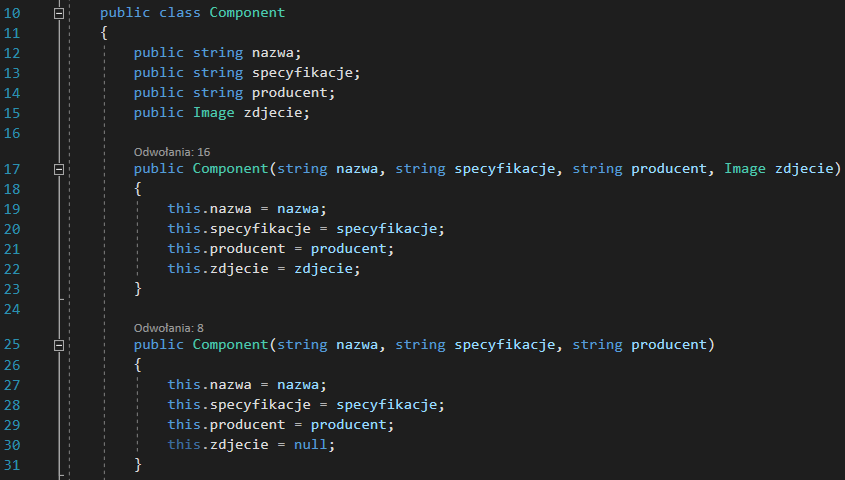 10 public class Component
11 {
12 public string nazwa;
13 public string specyfikacje;
14 public string producent;
15 public Image zdjecie;
16
Odwołania: 16
17 public Component(string nazwa, string specyfikacje, string producent, Image zdjecie)
18 {
19 this.nazwa = nazwa;
20 this.specyfikacje = specyfikacje;
21 this.producent = producent;
22 this.zdjecie = zdjecie;
23 }
24
Odwołania: 8
25 public Component(string nazwa, string specyfikacje, string producent)
26 {
27 this.nazwa = nazwa;
28 this.specyfikacje = specyfikacje;
29 this.producent = producent;
30 this.zdjecie = null;
31 }